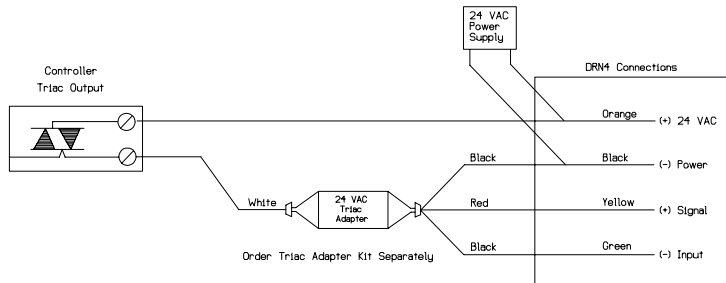 24 VAC
Power
Supply
Controller
Triac Output
DRN4 Connections
Orange
(+) 24 VAC
Black
Black
(-) Power
White
24 VAC
Triac
Adapter
Red
Yellow
(+) Signal
Order Triac Adapter Kit Separately
Black
Green
(-) Input